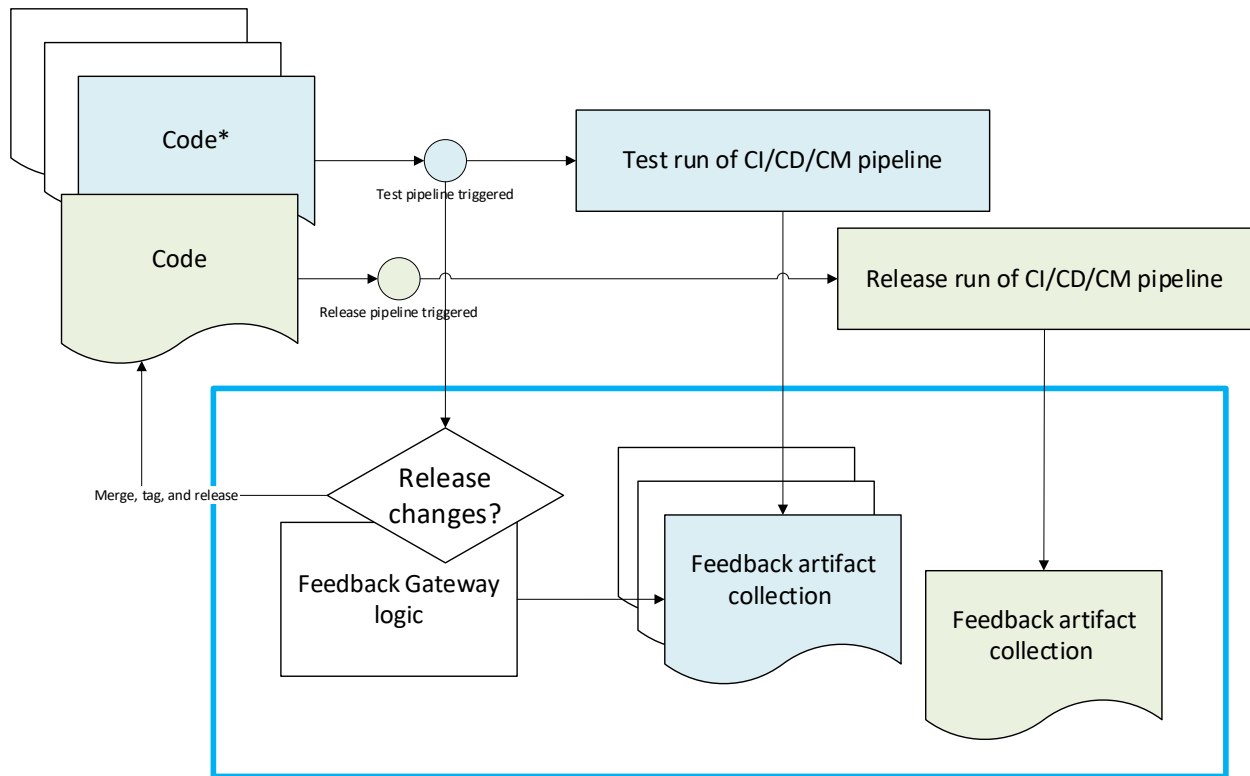 Code*
Test run of CI/CD/CM pipeline
Test pipeline triggered
Code
Release run of CI/CD/CM pipeline
Release pipeline triggered
Release
changes?
Merge, tag, and release
Feedback Gateway
logic
Feedback artifact
collection
Feedback artifact
collection